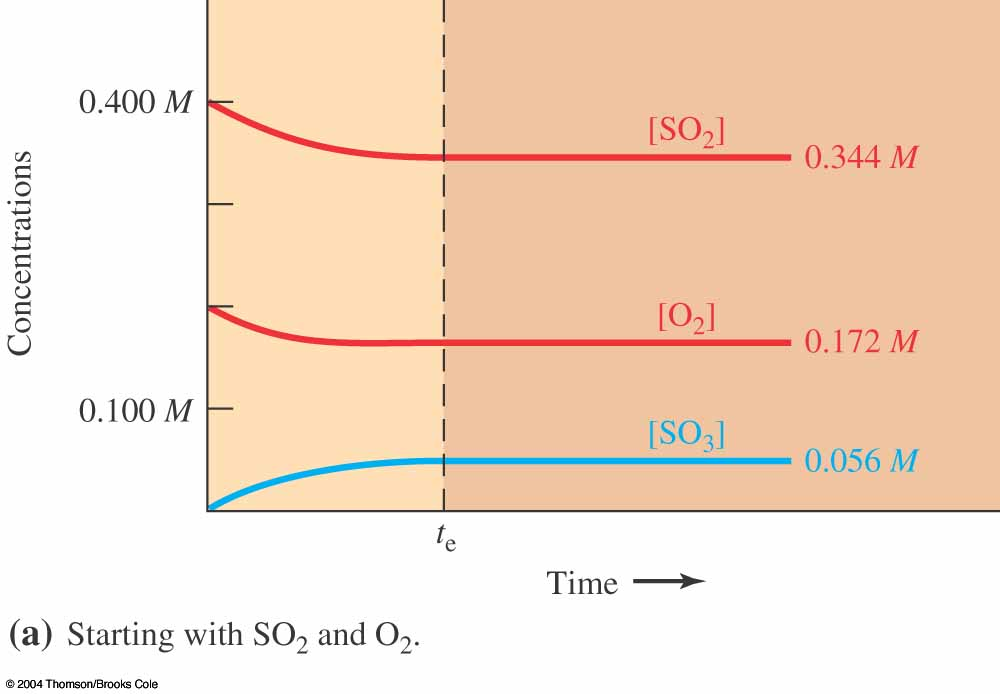 Concentrations
0.400 M
[SO₂]
0.344 M
[O₂]
0.172 M
0.100 M
[SO₃]
0.056 M
tₑ
Time
(a) Starting with SO₂ and O₂.
© 2004 Thomson/Brooks Cole